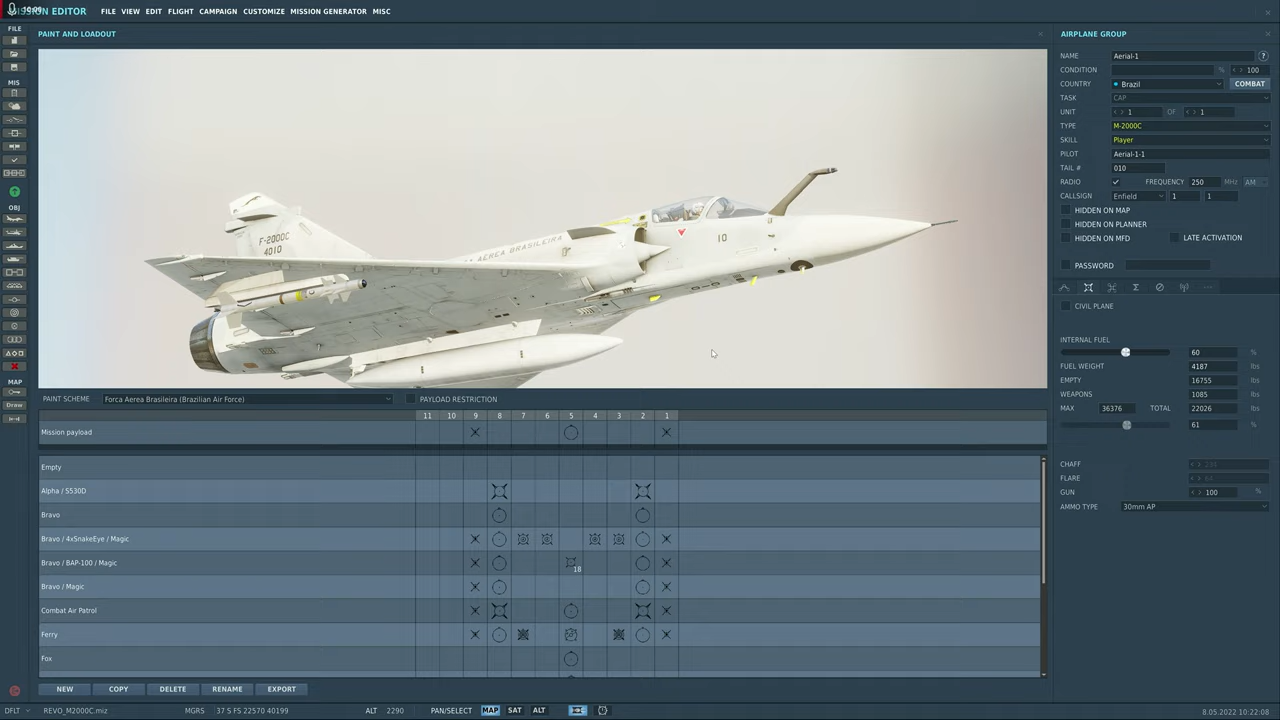 MISSION EDITOR
FILE VIEW EDIT FLIGHT CAMPAIGN CUSTOMIZE MISSION GENERATOR MISC
FILE
MIS
OBJ
MAP
Draw
PAINT AND LOADOUT
F-2000C
4010
10
PAINT SCHEME Forca Aerea Brasileira (Brazilian Air Force) PAYLOAD RESTRICTION
11 10 9 8 7 6 5 4 3 2 1
Mission payload
Empty
Alpha / S530D
Bravo
Bravo / 4xSnakeEye / Magic
Bravo / BAP-100 / Magic
18
Bravo / Magic
Combat Air Patrol
Ferry
Fox
NEW COPY DELETE RENAME EXPORT
AIRPLANE GROUP
NAME Aerial-1 ?
CONDITION % < > 100
COUNTRY Brazil COMBAT
TASK CAP
UNIT < > 1 OF < > 1
TYPE M-2000C
SKILL Player
PILOT Aerial-1-1
TAIL # 010
RADIO FREQUENCY 250 MHz AM
CALLSIGN Enfield 1 1
HIDDEN ON MAP
HIDDEN ON PLANNER
HIDDEN ON MFD LATE ACTIVATION
PASSWORD
CIVIL PLANE
INTERNAL FUEL
60 %
FUEL WEIGHT 4187 lbs
EMPTY 16755 lbs
WEAPONS 1085 lbs
MAX 36376 TOTAL 22026 lbs
61 %
CHAFF
FLARE
GUN < > 100 %
AMMO TYPE 30mm AP
DFLT REVO_M2000C.miz MGRS 37 S FS 22570 40199 ALT 2290 PAN/SELECT MAP SAT ALT 8.05.2022 10:22:08